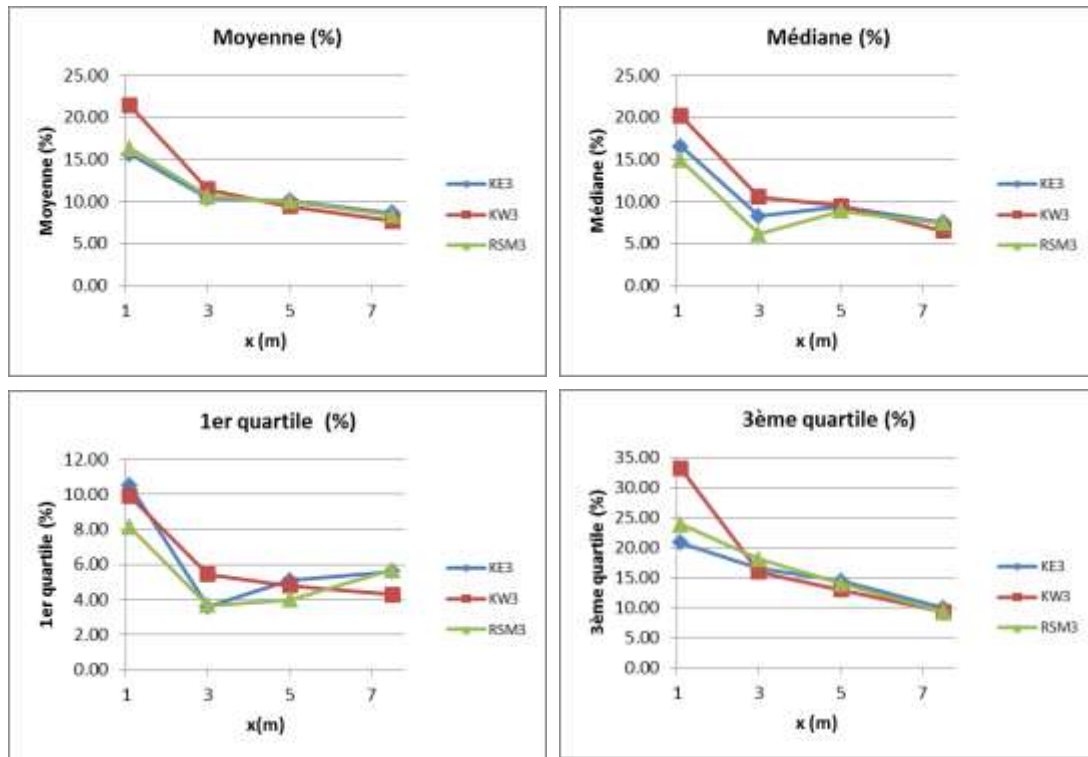 Moyenne (%)
25.00
20.00
15.00
10.00
5.00
0.00
Moyenne (%)
1 3 5 7
x (m)
KE3
KW3
RSM3
Médiane (%)
25.00
20.00
15.00
10.00
5.00
0.00
Médiane (%)
1 3 5 7
x (m)
KE3
KW3
RSM3
1er quartile (%)
12.00
10.00
8.00
6.00
4.00
2.00
0.00
1er quartile (%)
1 3 5 7
x(m)
KE3
KW3
RSM3
3ème quartile (%)
35.00
30.00
25.00
20.00
15.00
10.00
5.00
0.00
3ème quartile (%)
1 3 5 7
x (m)
KE3
KW3
RSM3